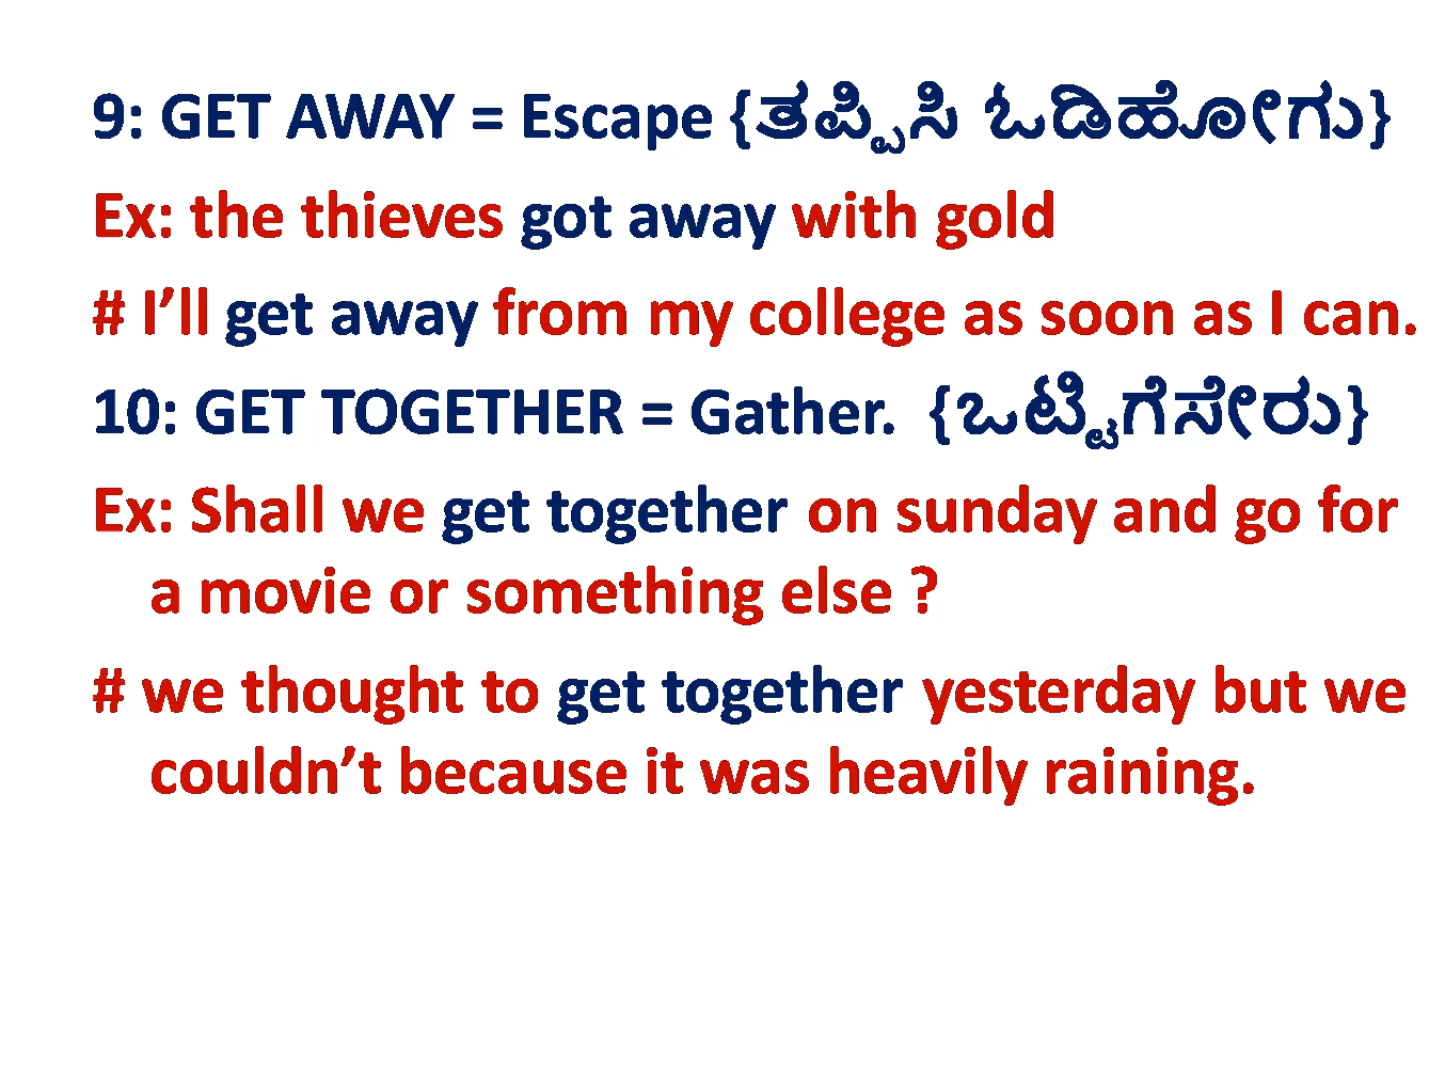 9: GET AWAY = Escape {ತಪ್ಪಿಸಿ ಓಡಿಹೋಗು}
Ex: the thieves got away with gold
# I’ll get away from my college as soon as I can.
10: GET TOGETHER = Gather. {ಒಟ್ಟಿಗೆಸೇರು}
Ex: Shall we get together on sunday and go for
a movie or something else ?
# we thought to get together yesterday but we
couldn’t because it was heavily raining.